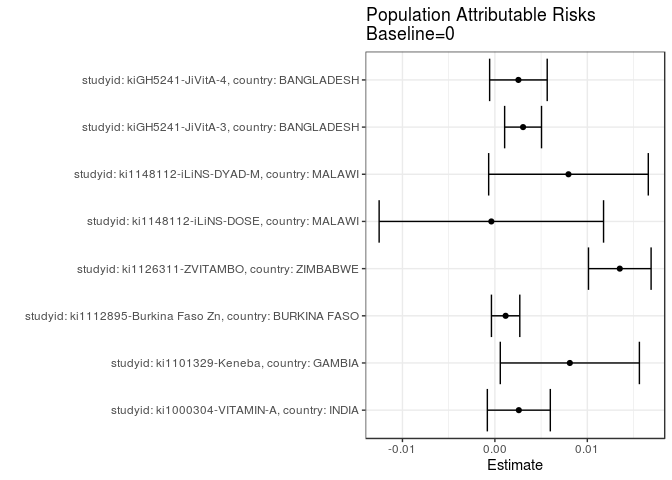 Population Attributable Risks
Baseline=0
studyid: kiGH5241-JiVitA-4, country: BANGLADESH
studyid: kiGH5241-JiVitA-3, country: BANGLADESH
studyid: ki1148112-iLiNS-DYAD-M, country: MALAWI
studyid: ki1148112-iLiNS-DOSE, country: MALAWI
studyid: ki1126311-ZVITAMBO, country: ZIMBABWE
studyid: ki1112895-Burkina Faso Zn, country: BURKINA FASO
studyid: ki1101329-Keneba, country: GAMBIA
studyid: ki1000304-VITAMIN-A, country: INDIA
-0.01 0.00 0.01
Estimate